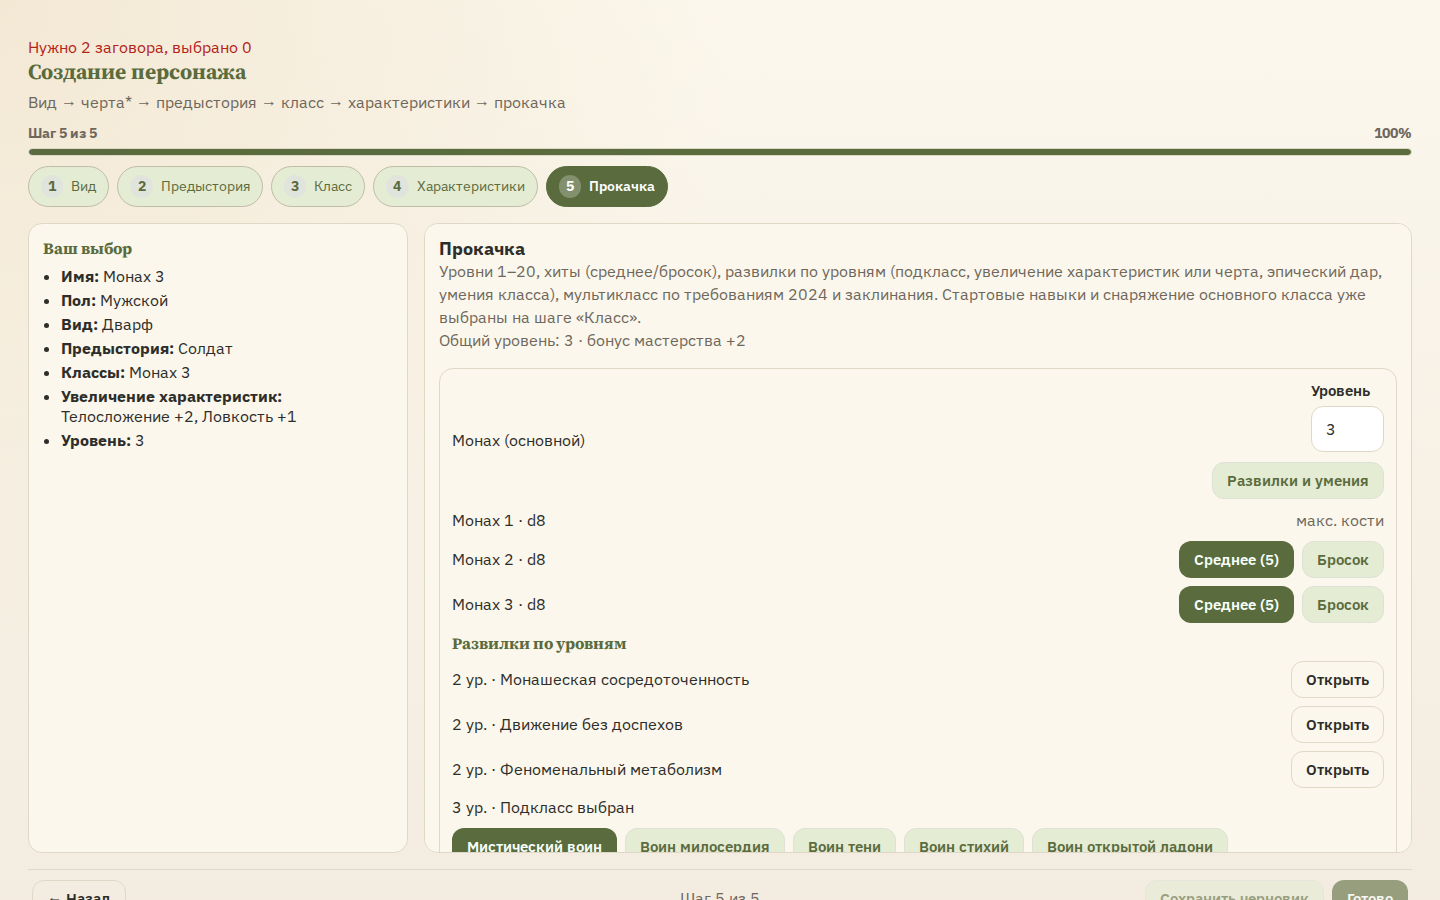 Нужно 2 заговора, выбрано 0
Создание персонажа
Вид → черта* → предыстория → класс → характеристики → прокачка
Шаг 5 из 5
100%
1 Вид
2 Предыстория
3 Класс
4 Характеристики
5 Прокачка
Ваш выбор
Имя: Монах 3
Пол: Мужской
Вид: Дварф
Предыстория: Солдат
Классы: Монах 3
Увеличение характеристик:
Телосложение +2, Ловкость +1
Уровень: 3
Прокачка
Уровни 1–20, хиты (среднее/бросок), развилки по уровням (подкласс, увеличение характеристик или черта, эпический дар,
умения класса), мультикласс по требованиям 2024 и заклинания. Стартовые навыки и снаряжение основного класса уже
выбраны на шаге «Класс».
Общий уровень: 3 · бонус мастерства +2
Уровень
Монах (основной)
3
Развилки и умения
Монах 1 · d8
макс. кости
Монах 2 · d8
Среднее (5)
Бросок
Монах 3 · d8
Среднее (5)
Бросок
Развилки по уровням
2 ур. · Монашеская сосредоточенность
Открыть
2 ур. · Движение без доспехов
Открыть
2 ур. · Феноменальный метаболизм
Открыть
3 ур. · Подкласс выбран
Мистический воин
Воин милосердия
Воин тени
Воин стихий
Воин открытой ладони
← Назад
Шаг 5 из 5
Сохранить черновик
Готово